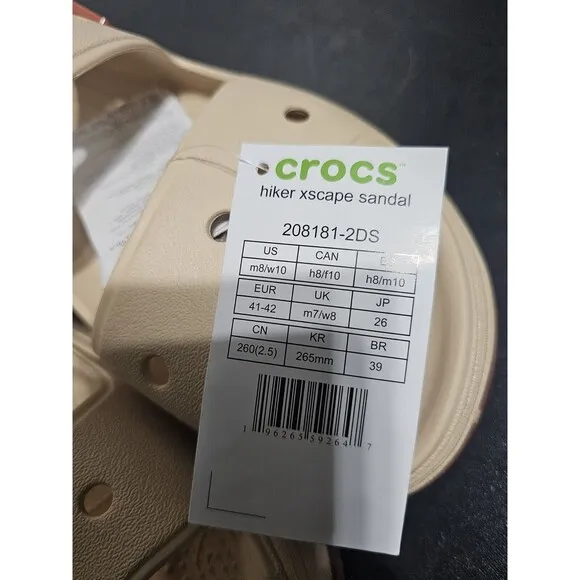 crocs™
hiker xscape sandal
208181-2DS
US CAN
m8/w10 h8/f10 h8/m10
EUR UK JP
41-42 m7/w8 26
CN KR BR
260(2.5) 265mm 39
1 96265 59264 7